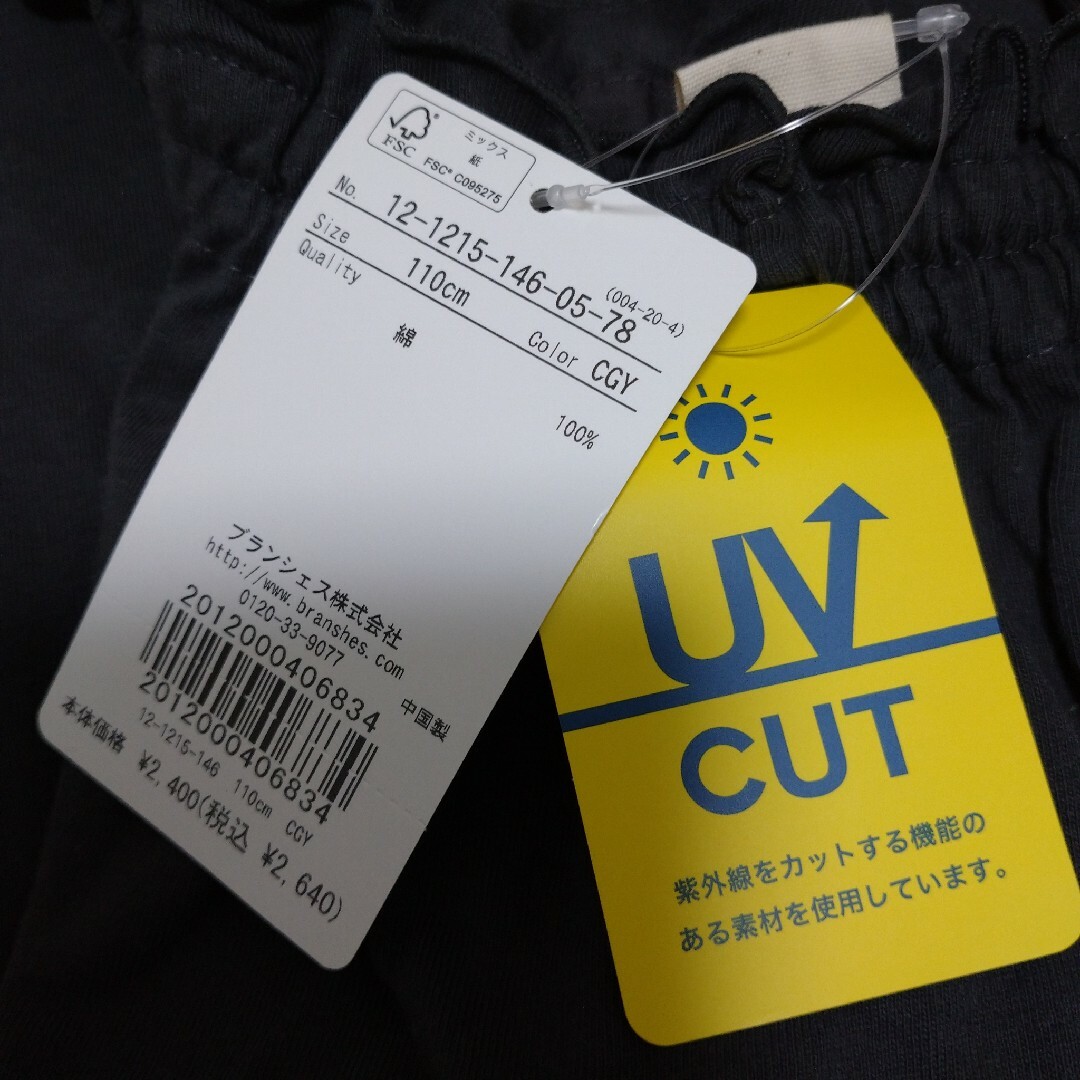 FSC
ミックス
紙
FSC® C095275
No. 12-1215-146-05-78
(004-20-4)
Size 110cm Color CGY
Quality
綿 100%
ブランシェス株式会社
http://www.branshes.com
0120-33-9077
中国製
2012000406834
2012000406834
12-1215-146 110cm CGY
本体価格 ¥2,400(税込 ¥2,640)
UV
CUT
紫外線をカットする機能の
ある素材を使用しています。